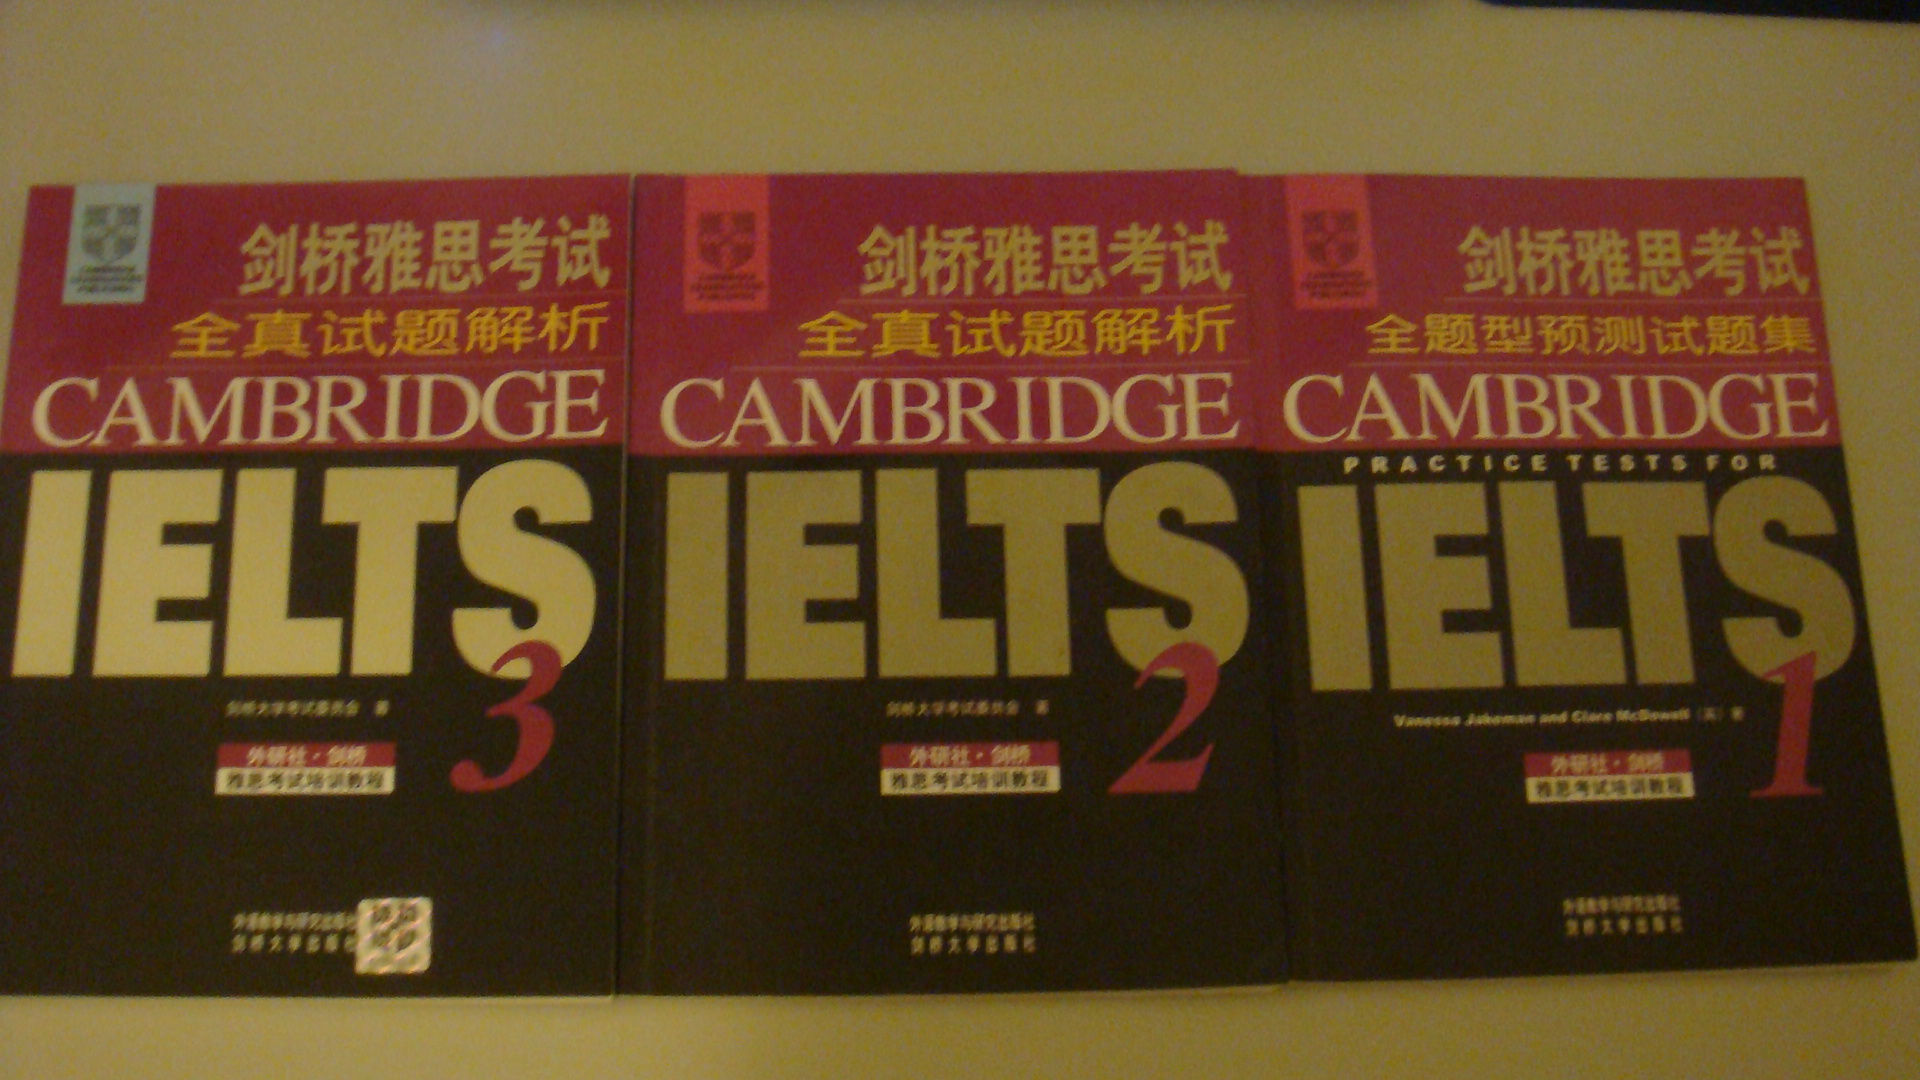 剑桥雅思考试
全真试题解析
CAMBRIDGE
IELTS
3
剑桥大学考试委员会 著
外研社·剑桥
雅思考试培训教程
外语教学与研究出版社
剑桥大学出版社
剑桥雅思考试
全真试题解析
CAMBRIDGE
IELTS
2
剑桥大学考试委员会 著
外研社·剑桥
雅思考试培训教程
外语教学与研究出版社
剑桥大学出版社
剑桥雅思考试
全题型预测试题集
CAMBRIDGE
PRACTICE TESTS FOR
IELTS
1
Vanessa Jakeman and Clare McDowell (英) 著
外研社·剑桥
雅思考试培训教程
外语教学与研究出版社
剑桥大学出版社